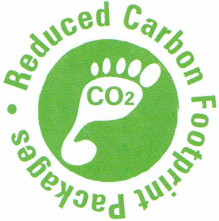 Reduced Carbon Footprint Packages •
CO2